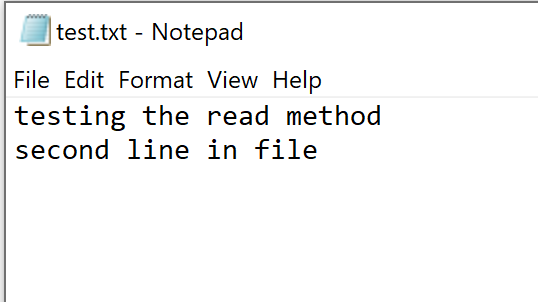 test.txt - Notepad
File Edit Format View Help
testing the read method
second line in file